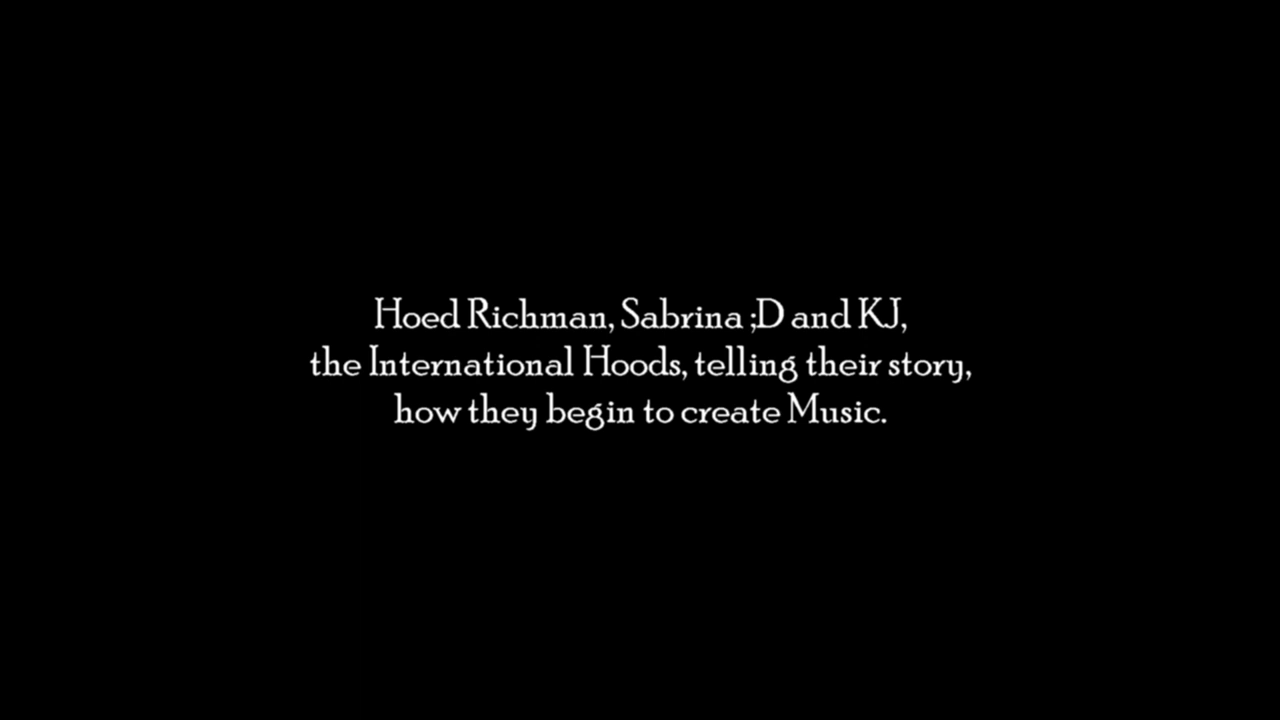 Hoed Richman, Sabrina ;D and KJ,
the International Hoods, telling their story,
how they begin to create Music.